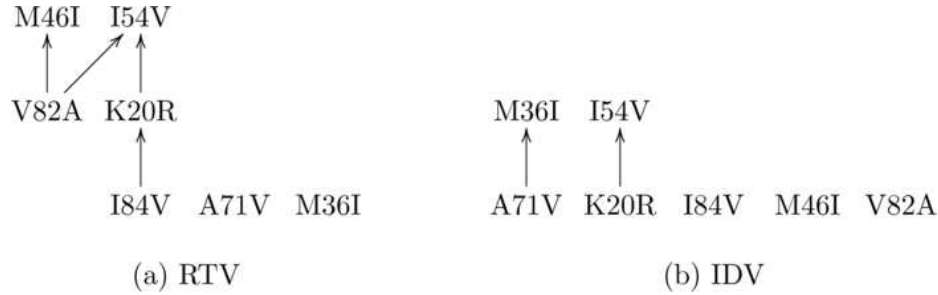 M46I I54V
V82A K20R
I84V A71V M36I
(a) RTV
M36I I54V
A71V K20R I84V M46I V82A
(b) IDV